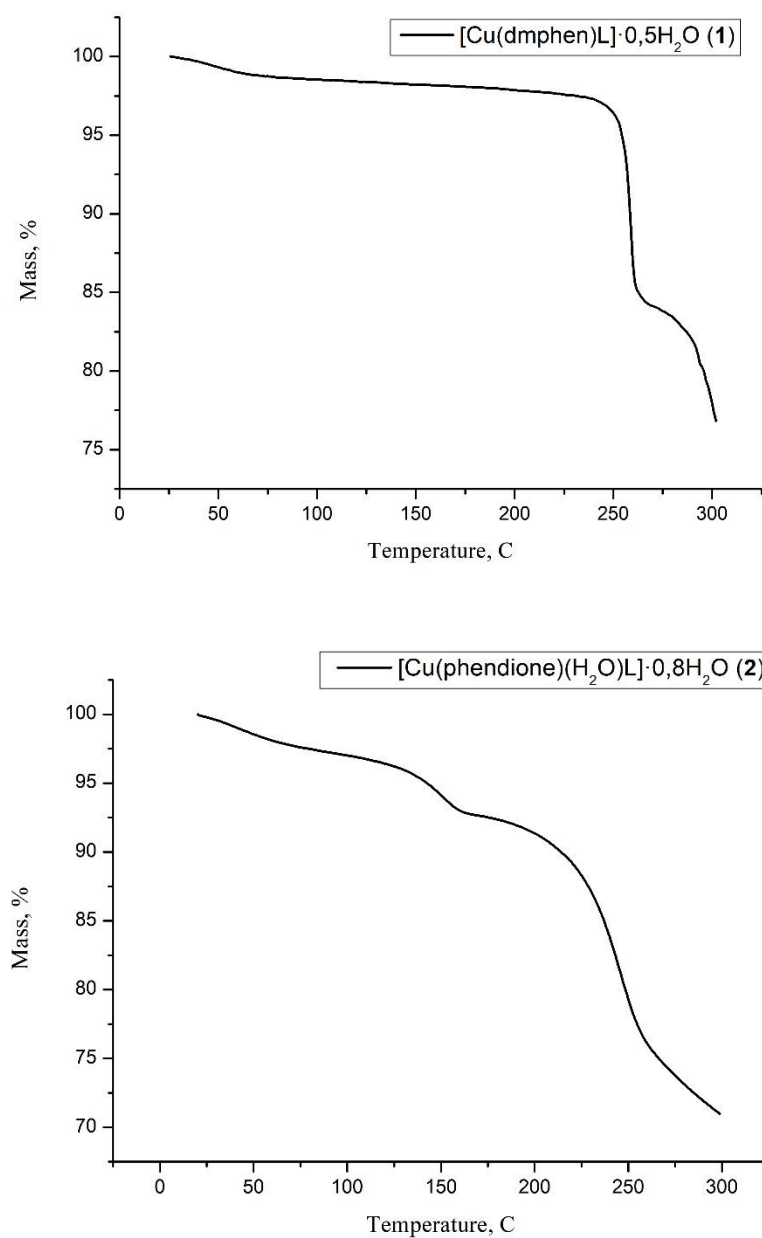 [Cu(dmphen)L]·0,5H₂O (1)
100
95
90
85
80
75
Mass, %
0 50 100 150 200 250 300
Temperature, C
[Cu(phendione)(H₂O)L]·0,8H₂O (2)
100
95
90
85
80
75
70
Mass, %
0 50 100 150 200 250 300
Temperature, C